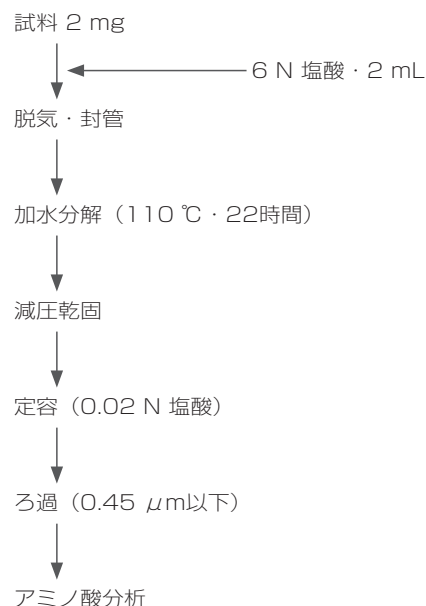 試料 2 mg
6 N 塩酸・2 mL
脱気・封管
加水分解（110 ℃・22時間）
減圧乾固
定容（0.02 N 塩酸）
ろ過（0.45 μm以下）
アミノ酸分析